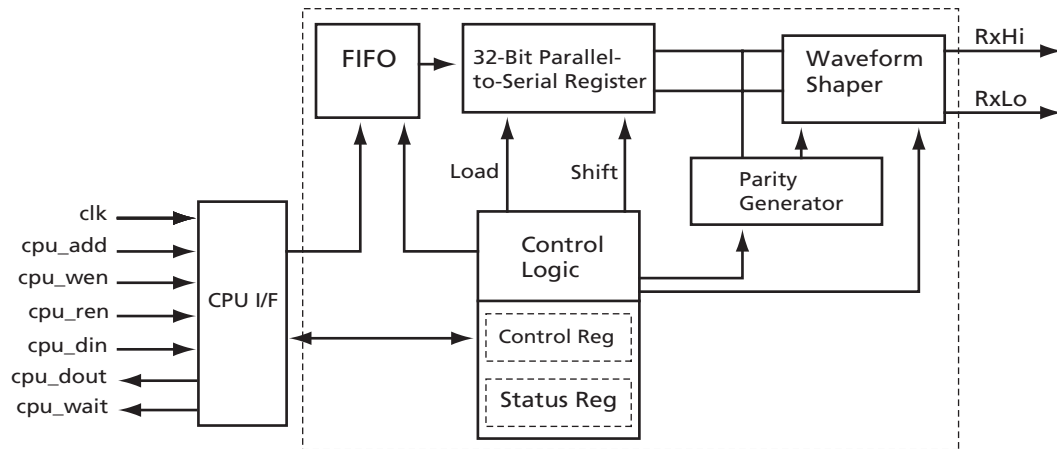 FIFO
32-Bit Parallel-
to-Serial Register
Waveform
Shaper
RxHi
RxLo
Load
Shift
Parity
Generator
clk
cpu_add
cpu_wen
cpu_ren
cpu_din
cpu_dout
cpu_wait
CPU I/F
Control
Logic
Control Reg
Status Reg